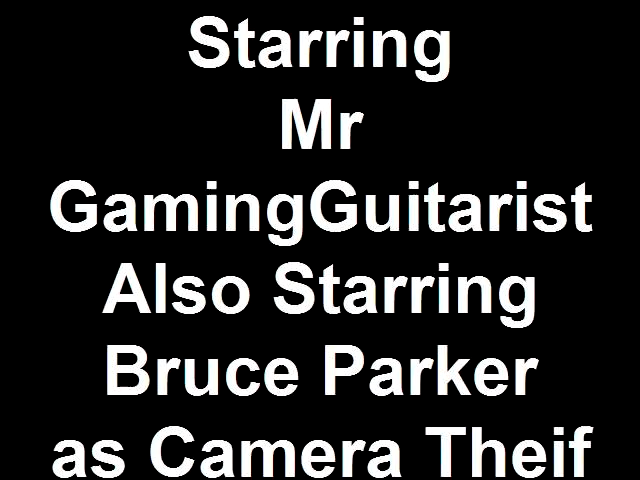 Starring
Mr
GamingGuitarist
Also Starring
Bruce Parker
as Camera Theif